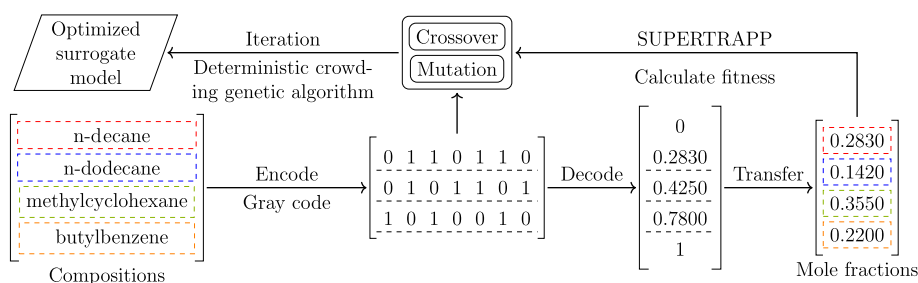 Optimized
surrogate
model
Iteration
Deterministic crowd-
ing genetic algorithm
Crossover
Mutation
SUPERTRAPP
Calculate fitness
n-decane
n-dodecane
methylcyclohexane
butylbenzene
Compositions
Encode
Gray code
0 1 1 0 1 1 0
0 1 0 1 1 0 1
1 0 1 0 0 1 0
Decode
0
0.2830
0.4250
0.7800
1
Transfer
0.2830
0.1420
0.3550
0.2200
Mole fractions